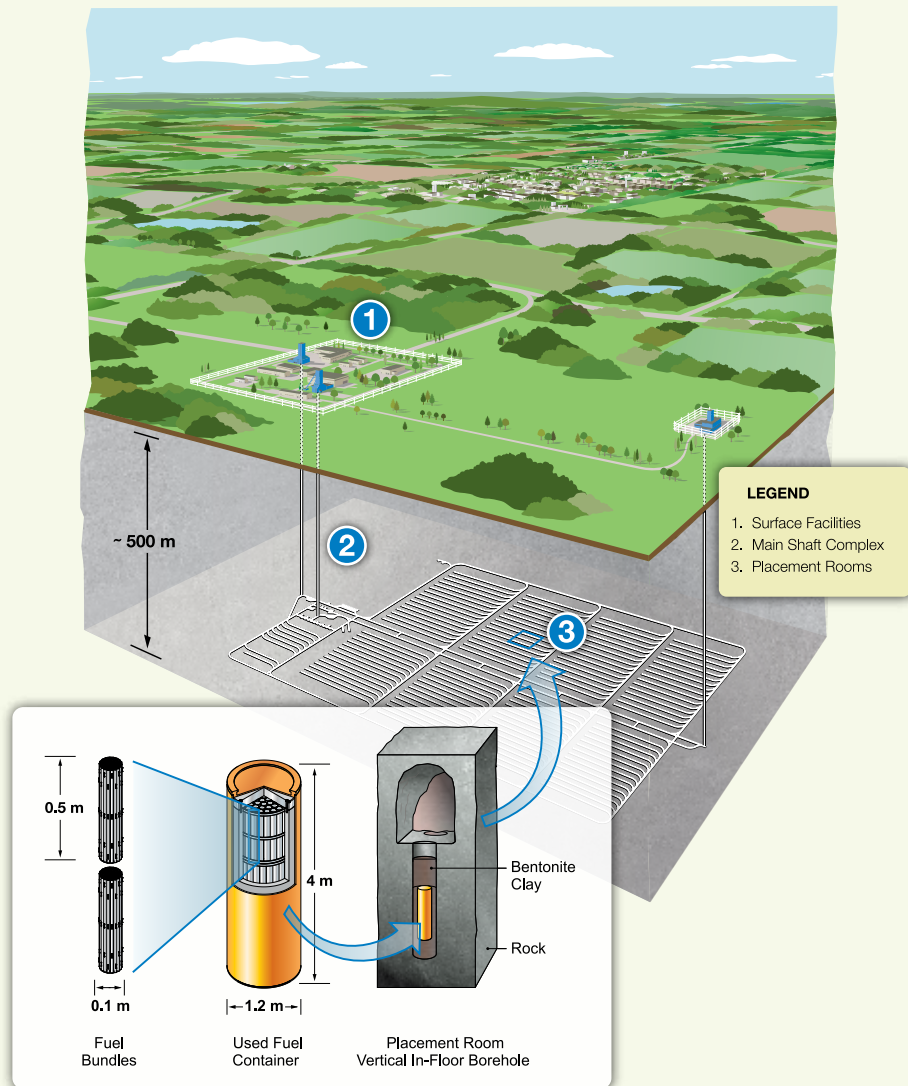 1
LEGEND
1. Surface Facilities
2. Main Shaft Complex
3. Placement Rooms
~ 500 m
2
3
0.5 m
4 m
Bentonite
Clay
Rock
0.1 m
1.2 m
Fuel
Bundles
Used Fuel
Container
Placement Room
Vertical In-Floor Borehole